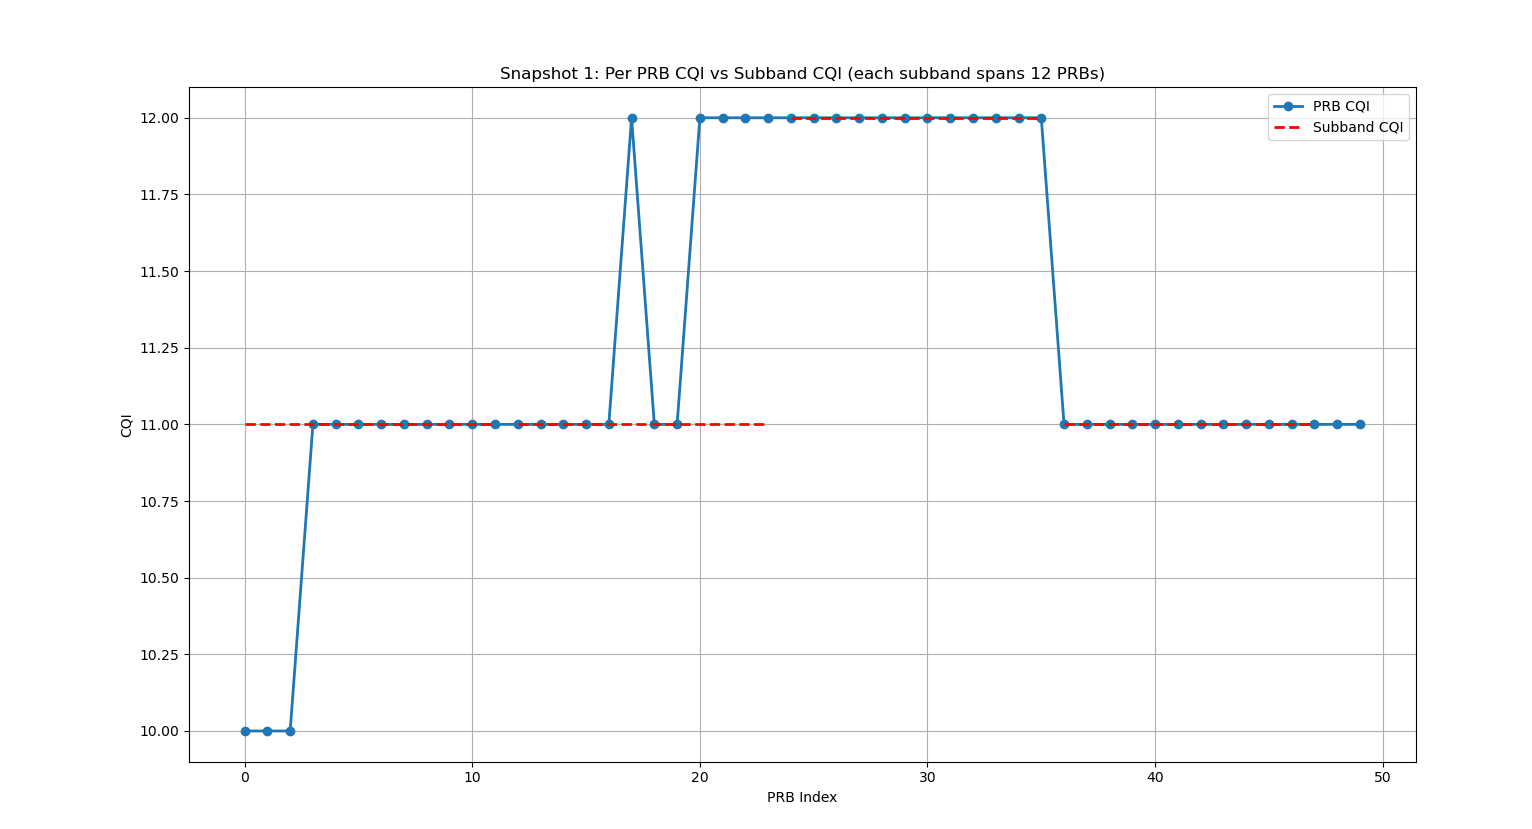 Snapshot 1: Per PRB CQI vs Subband CQI (each subband spans 12 PRBs)
PRB CQI
Subband CQI
12.00
11.75
11.50
11.25
11.00
10.75
10.50
10.25
10.00
CQI
0 10 20 30 40 50
PRB Index